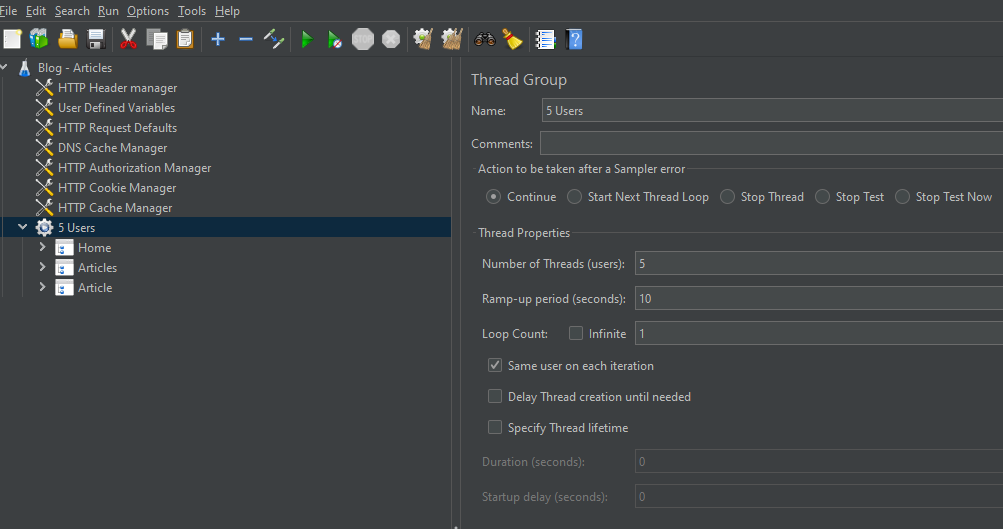 File Edit Search Run Options Tools Help
Blog - Articles
HTTP Header manager
User Defined Variables
HTTP Request Defaults
DNS Cache Manager
HTTP Authorization Manager
HTTP Cookie Manager
HTTP Cache Manager
5 Users
Home
Articles
Article
Thread Group
Name: 5 Users
Comments:
Action to be taken after a Sampler error
Continue Start Next Thread Loop Stop Thread Stop Test Stop Test Now
Thread Properties
Number of Threads (users): 5
Ramp-up period (seconds): 10
Loop Count: Infinite 1
Same user on each iteration
Delay Thread creation until needed
Specify Thread lifetime
Duration (seconds): 0
Startup delay (seconds): 0